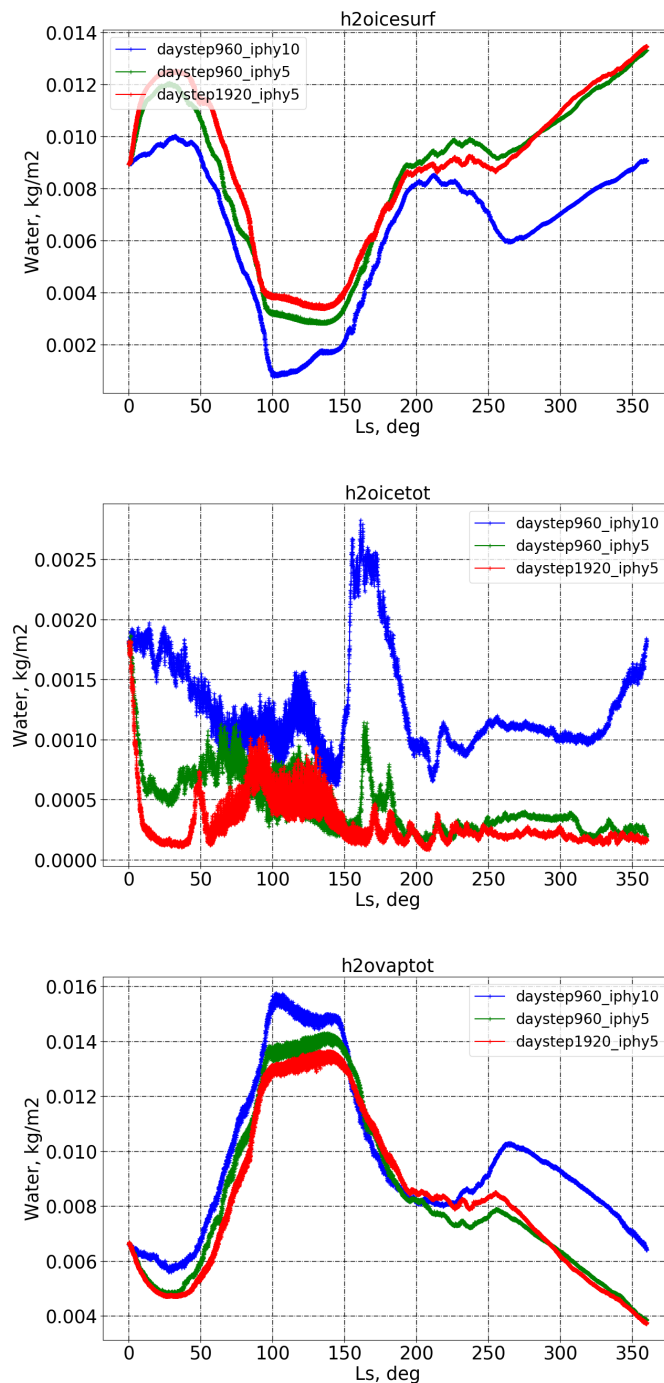 h2oicesurf
daystep960_iphy10
daystep960_iphy5
daystep1920_iphy5
Water, kg/m2
0.014
0.012
0.010
0.008
0.006
0.004
0.002
0 50 100 150 200 250 300 350
Ls, deg
h2oicetot
daystep960_iphy10
daystep960_iphy5
daystep1920_iphy5
Water, kg/m2
0.0025
0.0020
0.0015
0.0010
0.0005
0.0000
0 50 100 150 200 250 300 350
Ls, deg
h2ovaptot
daystep960_iphy10
daystep960_iphy5
daystep1920_iphy5
Water, kg/m2
0.016
0.014
0.012
0.010
0.008
0.006
0.004
0 50 100 150 200 250 300 350
Ls, deg